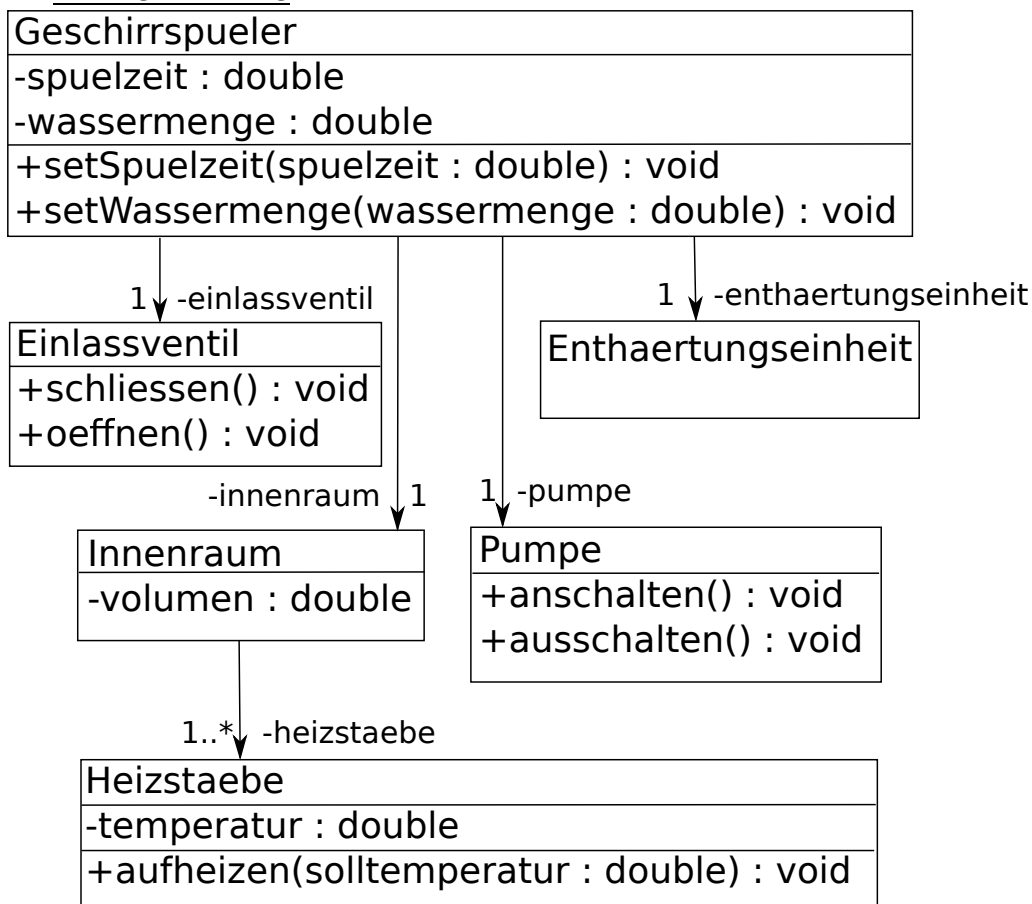 Geschirrspueler
-spuelzeit : double
-wassermenge : double
+setSpuelzeit(spuelzeit : double) : void
+setWassermenge(wassermenge : double) : void
1 -einlassventil
1 -enthaertungseinheit
Einlassventil
+schliessen() : void
+oeffnen() : void
Enthaertungseinheit
-innenraum 1
1 -pumpe
Innenraum
-volumen : double
Pumpe
+anschalten() : void
+ausschalten() : void
1..* -heizstaebe
Heizstaebe
-temperatur : double
+aufheizen(solltemperatur : double) : void